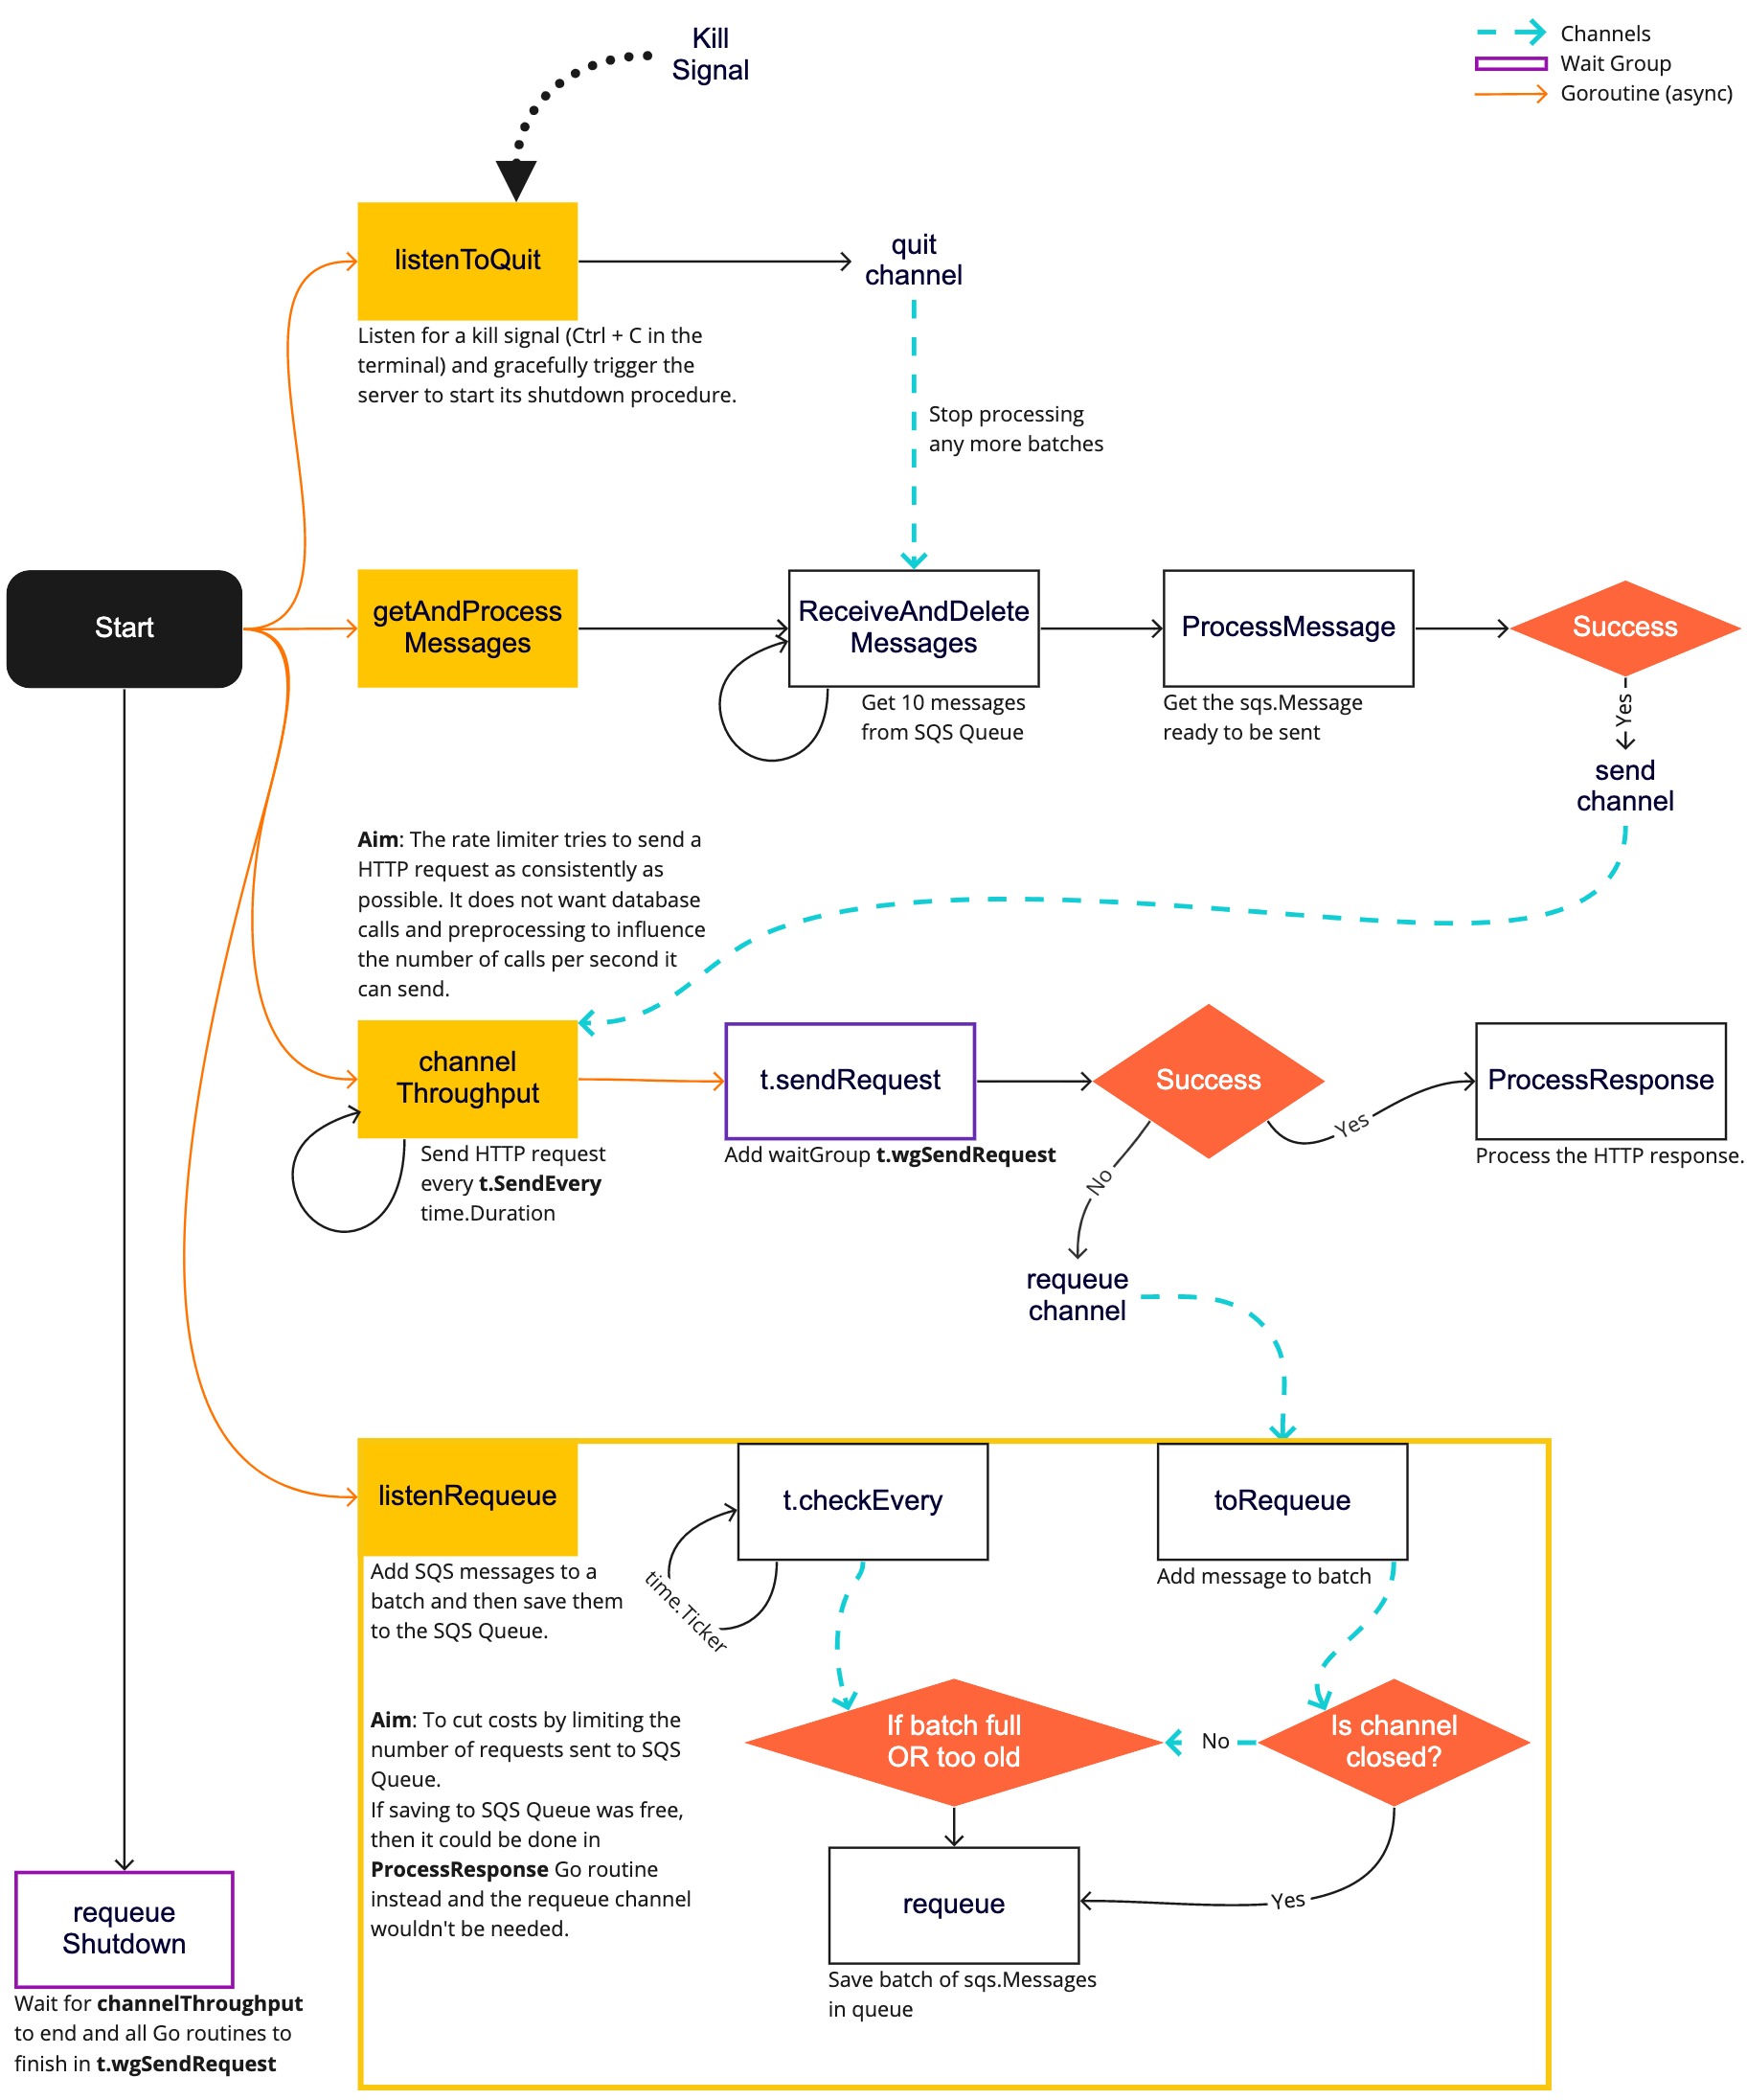 Kill
Signal
Channels
Wait Group
Goroutine (async)
listenToQuit
quit
channel
Listen for a kill signal (Ctrl + C in the
terminal) and gracefully trigger the
server to start its shutdown procedure.
Stop processing
any more batches
Start
getAndProcess
Messages
ReceiveAndDelete
Messages
ProcessMessage
Success
Get 10 messages
from SQS Queue
Get the sqs.Message
ready to be sent
Yes
send
channel
Aim: The rate limiter tries to send a
HTTP request as consistently as
possible. It does not want database
calls and preprocessing to influence
the number of calls per second it
can send.
channel
Throughput
t.sendRequest
Success
ProcessResponse
Yes
Send HTTP request
every t.SendEvery
time.Duration
Add waitGroup t.wgSendRequest
Process the HTTP response.
No
requeue
channel
listenRequeue
t.checkEvery
toRequeue
Add SQS messages to a
batch and then save them
to the SQS Queue.
time.Ticker
Add message to batch
Aim: To cut costs by limiting the
number of requests sent to SQS
Queue.
If saving to SQS Queue was free,
then it could be done in
ProcessResponse Go routine
instead and the requeue channel
wouldn't be needed.
If batch full
OR too old
No
Is channel
closed?
requeue
Yes
Save batch of sqs.Messages
in queue
requeue
Shutdown
Wait for channelThroughput
to end and all Go routines to
finish in t.wgSendRequest